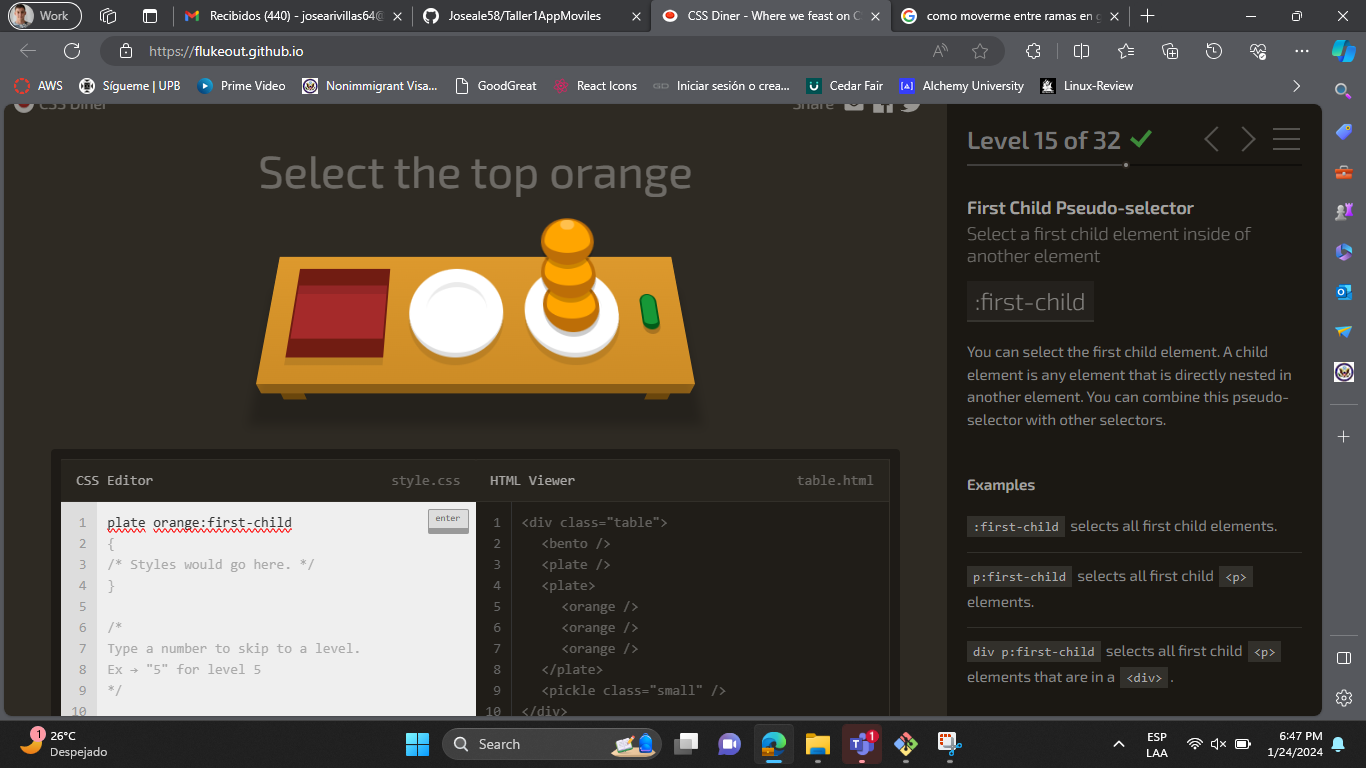 Work
Recibidos (440) - josearivillas64@
Joseale58/Taller1AppMoviles
CSS Diner - Where we feast on C
como moverme entre ramas en g
https://flukeout.github.io
AWS
Sígueme | UPB
Prime Video
Nonimmigrant Visa...
GoodGreat
React Icons
Iniciar sesión o crea...
Cedar Fair
Alchemy University
Linux-Review
CSS Diner
Share
Select the top orange
Level 15 of 32
First Child Pseudo-selector
Select a first child element inside of
another element
:first-child
You can select the first child element. A child
element is any element that is directly nested in
another element. You can combine this pseudo-
selector with other selectors.
Examples
:first-child selects all first child elements.
p:first-child selects all first child <p>
elements.
div p:first-child selects all first child <p>
elements that are in a <div> .
CSS Editor
style.css
1 plate orange:first-child
enter
2 {
3 /* Styles would go here. */
4 }
5
6 /*
7 Type a number to skip to a level.
8 Ex → "5" for level 5
9 */
10
HTML Viewer
table.html
1 <div class="table">
2 <bento />
3 <plate />
4 <plate>
5 <orange />
6 <orange />
7 <orange />
8 </plate>
9 <pickle class="small" />
10 </div>
1
26°C
Despejado
Search
1
ESP
LAA
6:47 PM
1/24/2024